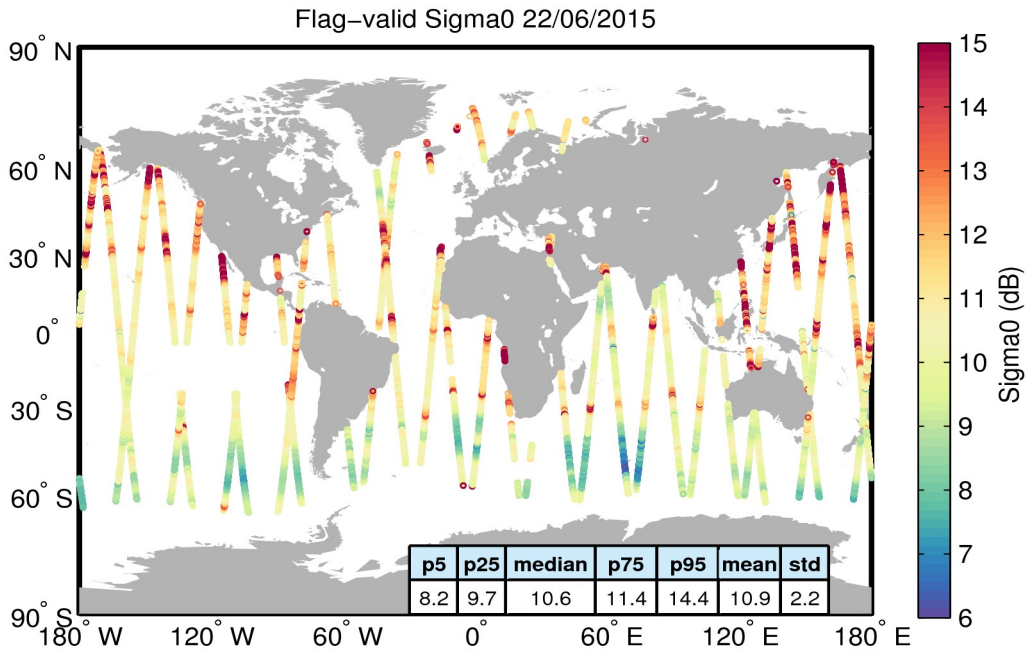 Flag−valid Sigma0 22/06/2015
90° N
60° N
30° N
0°
30° S
60° S
90° S
180° W
120° W
60° W
0°
60° E
120° E
180° E
15
14
13
12
11
10
9
8
7
6
Sigma0 (dB)
p5 p25 median p75 p95 mean std
8.2 9.7 10.6 11.4 14.4 10.9 2.2